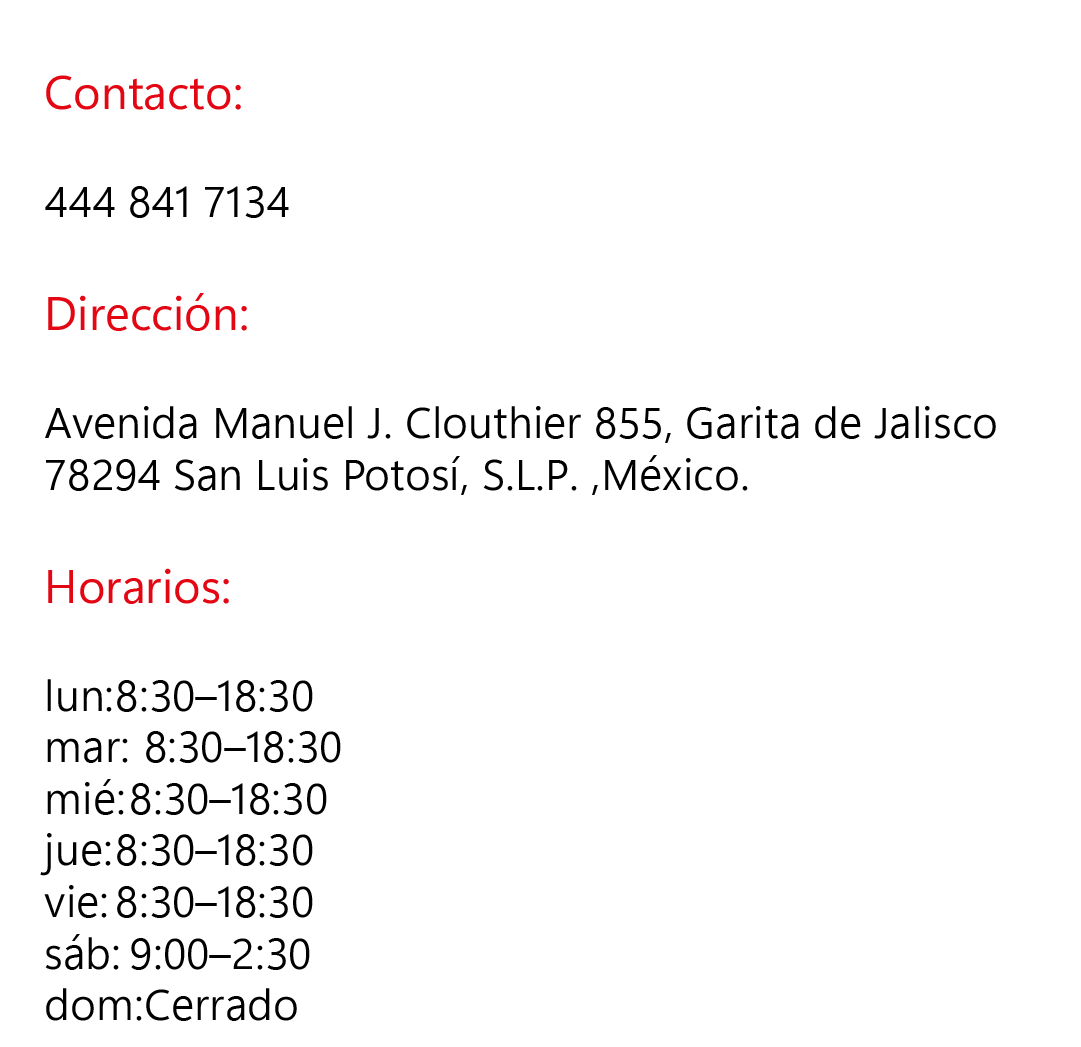 Contacto:
444 841 7134
Dirección:
Avenida Manuel J. Clouthier 855, Garita de Jalisco
78294 San Luis Potosí, S.L.P. ,México.
Horarios:
lun:8:30–18:30
mar: 8:30–18:30
mié:8:30–18:30
jue:8:30–18:30
vie: 8:30–18:30
sáb: 9:00–2:30
dom:Cerrado